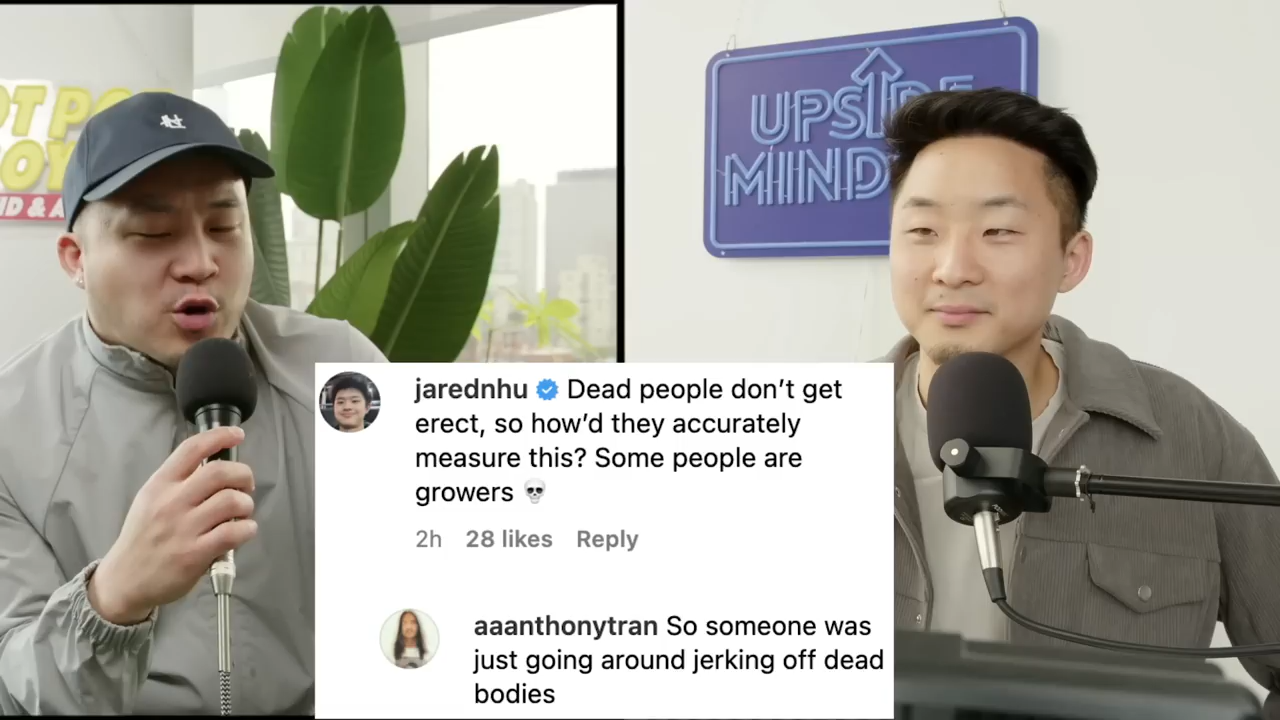 UPSIDE
MIND
jarednhu Dead people don’t get
erect, so how’d they accurately
measure this? Some people are
growers 💀
2h 28 likes Reply
aaanthonytran So someone was
just going around jerking off dead
bodies